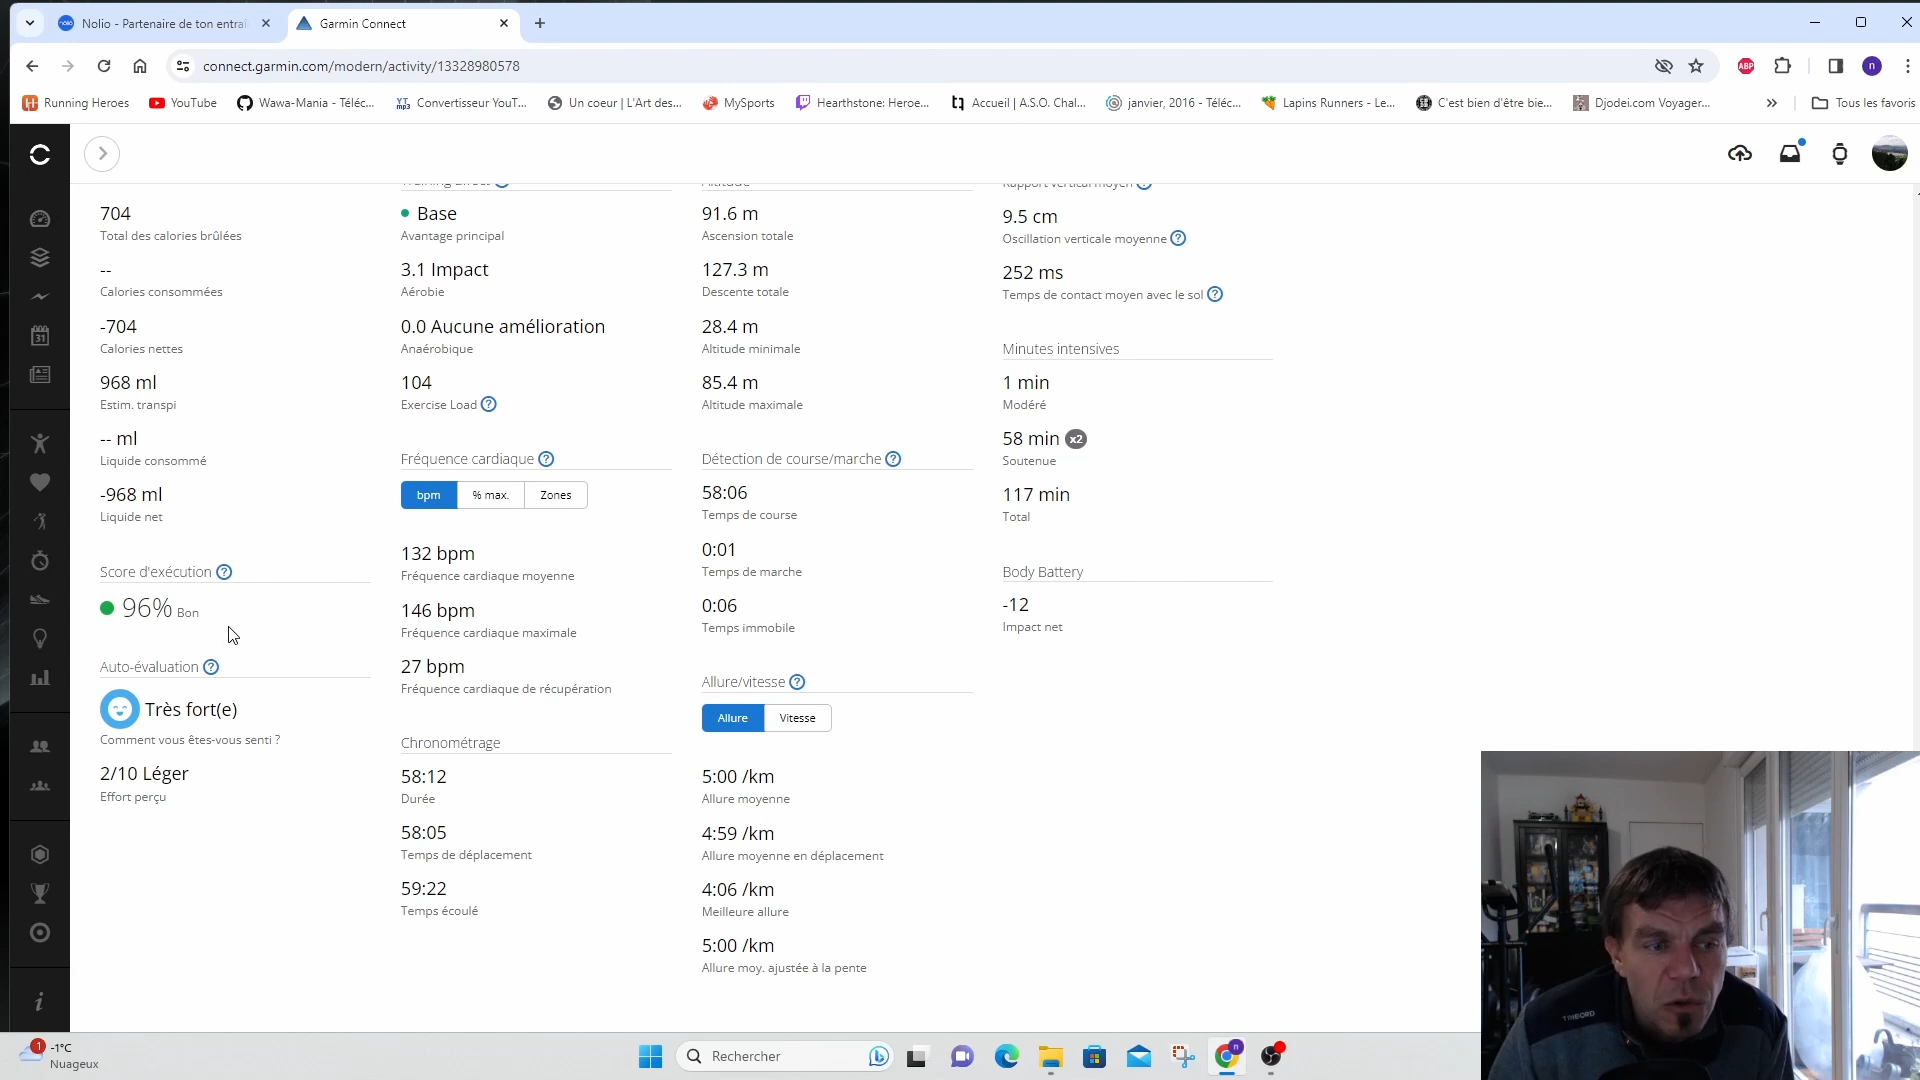 Nolio - Partenaire de ton entraî
Garmin Connect
connect.garmin.com/modern/activity/13328980578
ABP
n
Running Heroes
YouTube
Wawa-Mania - Téléc...
YT mp3
Convertisseur YouT...
Un coeur | L'Art des...
MySports
Hearthstone: Heroe...
Accueil | A.S.O. Chal...
janvier, 2016 - Téléc...
Lapins Runners - Le...
C'est bien d'être bie...
Djodei.com Voyager...
Tous les favoris
704
Total des calories brûlées
--
Calories consommées
-704
Calories nettes
968 ml
Estim. transpi
-- ml
Liquide consommé
-968 ml
Liquide net
Score d'exécution ?
96% Bon
Auto-évaluation ?
Très fort(e)
Comment vous êtes-vous senti ?
2/10 Léger
Effort perçu
Training Effect
Base
Avantage principal
3.1 Impact
Aérobie
0.0 Aucune amélioration
Anaérobique
104
Exercise Load ?
Fréquence cardiaque ?
bpm
% max.
Zones
132 bpm
Fréquence cardiaque moyenne
146 bpm
Fréquence cardiaque maximale
27 bpm
Fréquence cardiaque de récupération
Chronométrage
58:12
Durée
58:05
Temps de déplacement
59:22
Temps écoulé
Altitude
91.6 m
Ascension totale
127.3 m
Descente totale
28.4 m
Altitude minimale
85.4 m
Altitude maximale
Détection de course/marche ?
58:06
Temps de course
0:01
Temps de marche
0:06
Temps immobile
Allure/vitesse ?
Allure
Vitesse
5:00 /km
Allure moyenne
4:59 /km
Allure moyenne en déplacement
4:06 /km
Meilleure allure
5:00 /km
Allure moy. ajustée à la pente
Rapport vertical moyen ?
9.5 cm
Oscillation verticale moyenne ?
252 ms
Temps de contact moyen avec le sol ?
Minutes intensives
1 min
Modéré
58 min x2
Soutenue
117 min
Total
Body Battery
-12
Impact net
31
i
1
-1°C
Nuageux
Rechercher
n